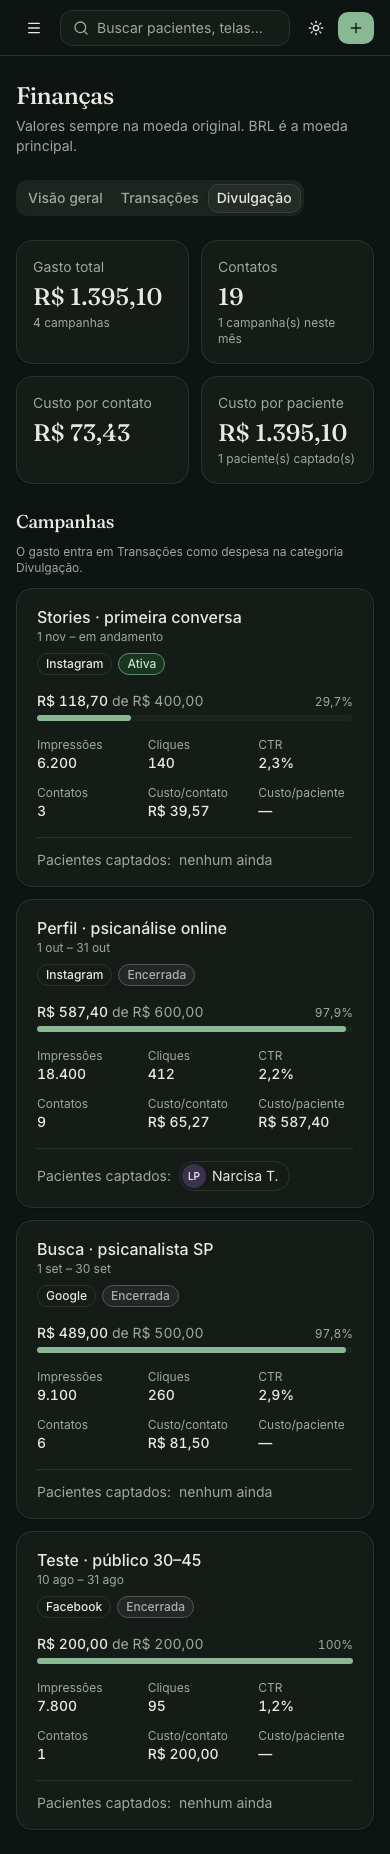 Buscar pacientes, telas...
Finanças
Valores sempre na moeda original. BRL é a moeda
principal.
Visão geral Transações Divulgação
Gasto total
R$ 1.395,10
4 campanhas
Contatos
19
1 campanha(s) neste
mês
Custo por contato
R$ 73,43
Custo por paciente
R$ 1.395,10
1 paciente(s) captado(s)
Campanhas
O gasto entra em Transações como despesa na categoria
Divulgação.
Stories · primeira conversa
1 nov – em andamento
Instagram Ativa
R$ 118,70 de R$ 400,00 29,7%
Impressões Cliques CTR
6.200 140 2,3%
Contatos Custo/contato Custo/paciente
3 R$ 39,57 —
Pacientes captados: nenhum ainda
Perfil · psicanálise online
1 out – 31 out
Instagram Encerrada
R$ 587,40 de R$ 600,00 97,9%
Impressões Cliques CTR
18.400 412 2,2%
Contatos Custo/contato Custo/paciente
9 R$ 65,27 R$ 587,40
Pacientes captados: LP Narcisa T.
Busca · psicanalista SP
1 set – 30 set
Google Encerrada
R$ 489,00 de R$ 500,00 97,8%
Impressões Cliques CTR
9.100 260 2,9%
Contatos Custo/contato Custo/paciente
6 R$ 81,50 —
Pacientes captados: nenhum ainda
Teste · público 30–45
10 ago – 31 ago
Facebook Encerrada
R$ 200,00 de R$ 200,00 100%
Impressões Cliques CTR
7.800 95 1,2%
Contatos Custo/contato Custo/paciente
1 R$ 200,00 —
Pacientes captados: nenhum ainda